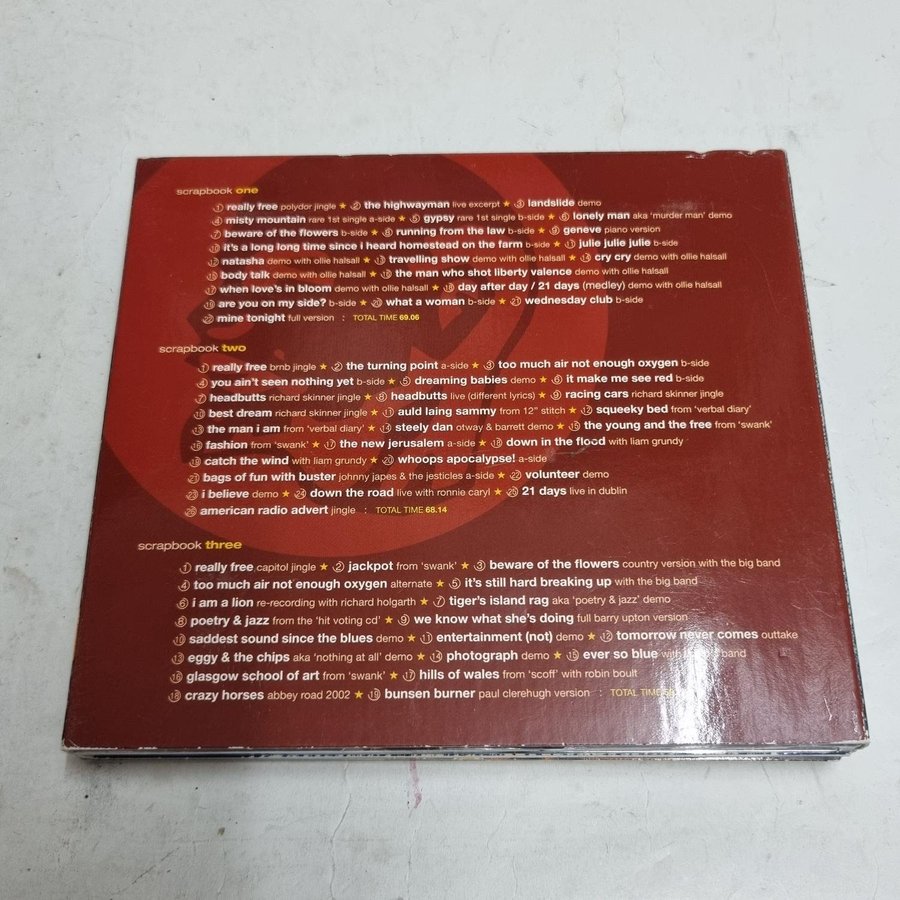 scrapbook one
1 really free polydor jingle ★ 2 the highwayman live excerpt ★ 3 landslide demo
4 misty mountain rare 1st single a-side ★ 5 gypsy rare 1st single b-side ★ 6 lonely man aka 'murder man' demo
7 beware of the flowers b-side ★ 8 running from the law b-side ★ 9 geneve piano version
10 it's a long long time since i heard homestead on the farm b-side ★ 11 julie julie julie b-side
12 natasha demo with ollie halsall ★ 13 travelling show demo with ollie halsall ★ 14 cry cry demo with ollie halsall
15 body talk demo with ollie halsall ★ 16 the man who shot liberty valence demo with ollie halsall
17 when love's in bloom demo with ollie halsall ★ 18 day after day / 21 days (medley) demo with ollie halsall
19 are you on my side? b-side ★ 20 what a woman b-side ★ 21 wednesday club b-side
22 mine tonight full version : TOTAL TIME 69.06
scrapbook two
1 really free brnb jingle ★ 2 the turning point a-side ★ 3 too much air not enough oxygen b-side
4 you ain't seen nothing yet b-side ★ 5 dreaming babies demo ★ 6 it make me see red b-side
7 headbutts richard skinner jingle ★ 8 headbutts live (different lyrics) ★ 9 racing cars richard skinner jingle
10 best dream richard skinner jingle ★ 11 auld laing sammy from 12" stitch ★ 12 squeeky bed from 'verbal diary'
13 the man i am from 'verbal diary' ★ 14 steely dan otway & barrett demo ★ 15 the young and the free from 'swank'
16 fashion from 'swank' ★ 17 the new jerusalem a-side ★ 18 down in the flood with liam grundy
19 catch the wind with liam grundy ★ 20 whoops apocalypse! a-side
21 bags of fun with buster johnny japes & the jesticles a-side ★ 22 volunteer demo
23 i believe demo ★ 24 down the road live with ronnie caryl ★ 25 21 days live in dublin
26 american radio advert jingle : TOTAL TIME 68.14
scrapbook three
1 really free capitol jingle ★ 2 jackpot from 'swank' ★ 3 beware of the flowers country version with the big band
4 too much air not enough oxygen alternate ★ 5 it's still hard breaking up with the big band
6 i am a lion re-recording with richard holgarth ★ 7 tiger's island rag aka 'poetry & jazz' demo
8 poetry & jazz from the 'hit voting cd' ★ 9 we know what she's doing full barry upton version
10 saddest sound since the blues demo ★ 11 entertainment (not) demo ★ 12 tomorrow never comes outtake
13 eggy & the chips aka 'nothing at all' demo ★ 14 photograph demo ★ 15 ever so blue with band
16 glasgow school of art from 'swank' ★ 17 hills of wales from 'scoff' with robin boult
18 crazy horses abbey road 2002 ★ 19 bunsen burner paul clerehugh version : TOTAL TIME